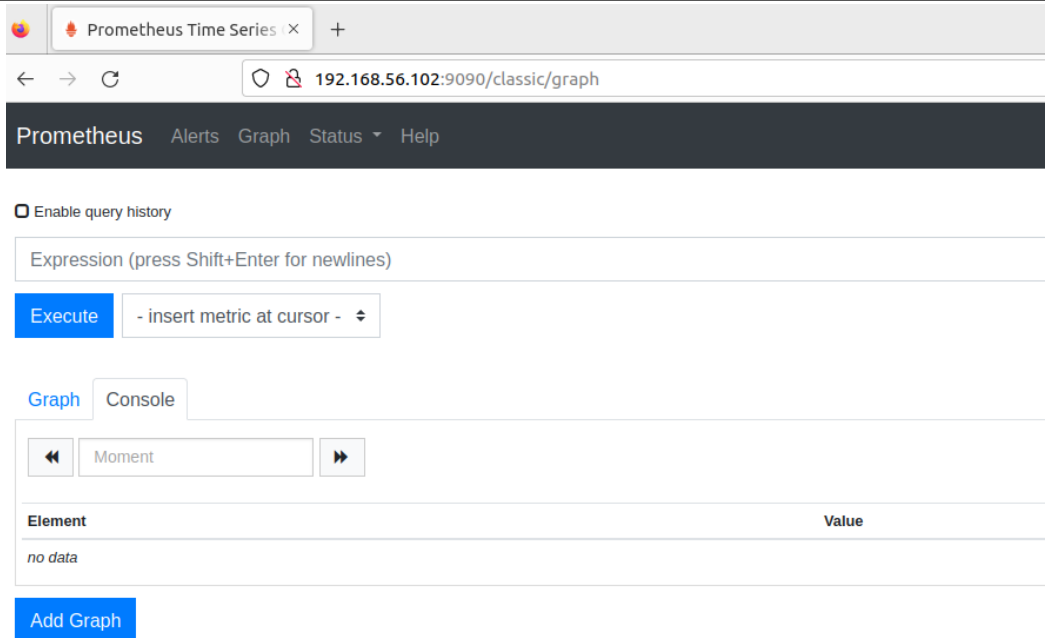 Prometheus Time Series
192.168.56.102:9090/classic/graph
Prometheus Alerts Graph Status Help
Enable query history
Expression (press Shift+Enter for newlines)
Execute - insert metric at cursor -
Graph Console
Moment
Element Value
no data
Add Graph